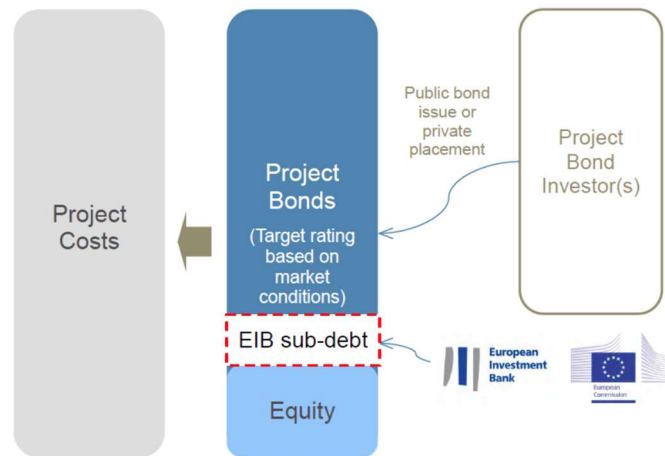 Project
Costs
Project
Bonds
(Target rating
based on
market
conditions)
EIB sub-debt
Equity
Public bond
issue or
private
placement
Project
Bond
Investor(s)
European
Investment
Bank
European
Commission